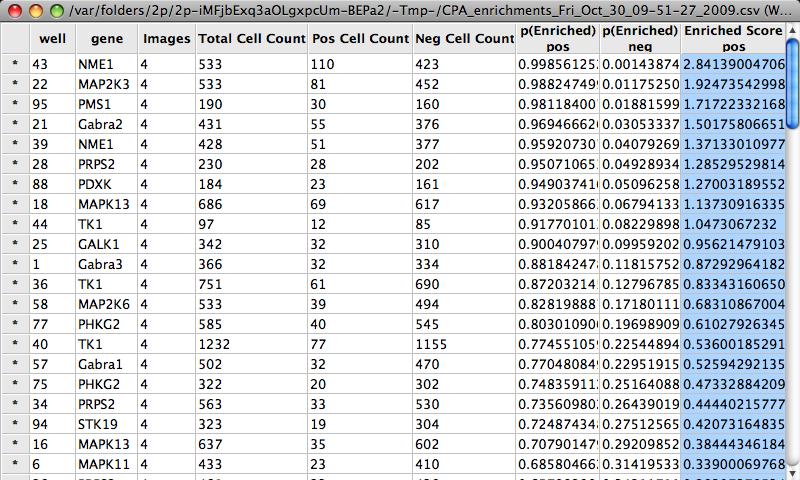 /var/folders/2p/2p-iMFjbExq3aOLgxpcUm-BEPa2/-Tmp-/CPA_enrichments_Fri_Oct_30_09-51-27_2009.csv (W...
well gene Images Total Cell Count Pos Cell Count Neg Cell Count p(Enriched) pos p(Enriched) neg Enriched Score pos
* 43 NME1 4 533 110 423 0.998561252 0.00143874 2.84139004706
* 22 MAP2K3 4 533 81 452 0.98824749 0.01175250 1.92473542998
* 95 PMS1 4 190 30 160 0.98118400 0.01881599 1.71722332168
* 21 Gabra2 4 431 55 376 0.96946662 0.03053337 1.50175806651
* 39 NME1 4 428 51 377 0.95920730 0.04079269 1.37133010977
* 28 PRPS2 4 230 28 202 0.95071065 0.04928934 1.28529529814
* 88 PDXK 4 184 23 161 0.94903741 0.05096258 1.27003189552
* 18 MAPK13 4 686 69 617 0.93205866 0.06794133 1.13730916335
* 44 TK1 4 97 12 85 0.91770101 0.08229898 1.0473067232
* 25 GALK1 4 342 32 310 0.90040797 0.09959202 0.95621479103
* 1 Gabra3 4 366 32 334 0.88184247 0.11815752 0.87292964182
* 36 TK1 4 751 61 690 0.87203214 0.12796785 0.83343160650
* 58 MAP2K6 4 533 39 494 0.82819888 0.17180111 0.68310867004
* 77 PHKG2 4 585 40 545 0.80301090 0.19698909 0.61027926345
* 40 TK1 4 1232 77 1155 0.77455105 0.22544894 0.53600185291
* 57 Gabra1 4 502 32 470 0.77048084 0.22951915 0.52594292135
* 75 PHKG2 4 322 20 302 0.74835911 0.25164088 0.47332884209
* 34 PRPS2 4 563 33 530 0.73560980 0.26439019 0.44440215777
* 94 STK19 4 323 19 304 0.72487434 0.27512565 0.42073164835
* 16 MAPK13 4 637 35 602 0.70790147 0.29209852 0.38444346184
* 6 MAPK11 4 433 23 410 0.68580466 0.31419533 0.33900069768